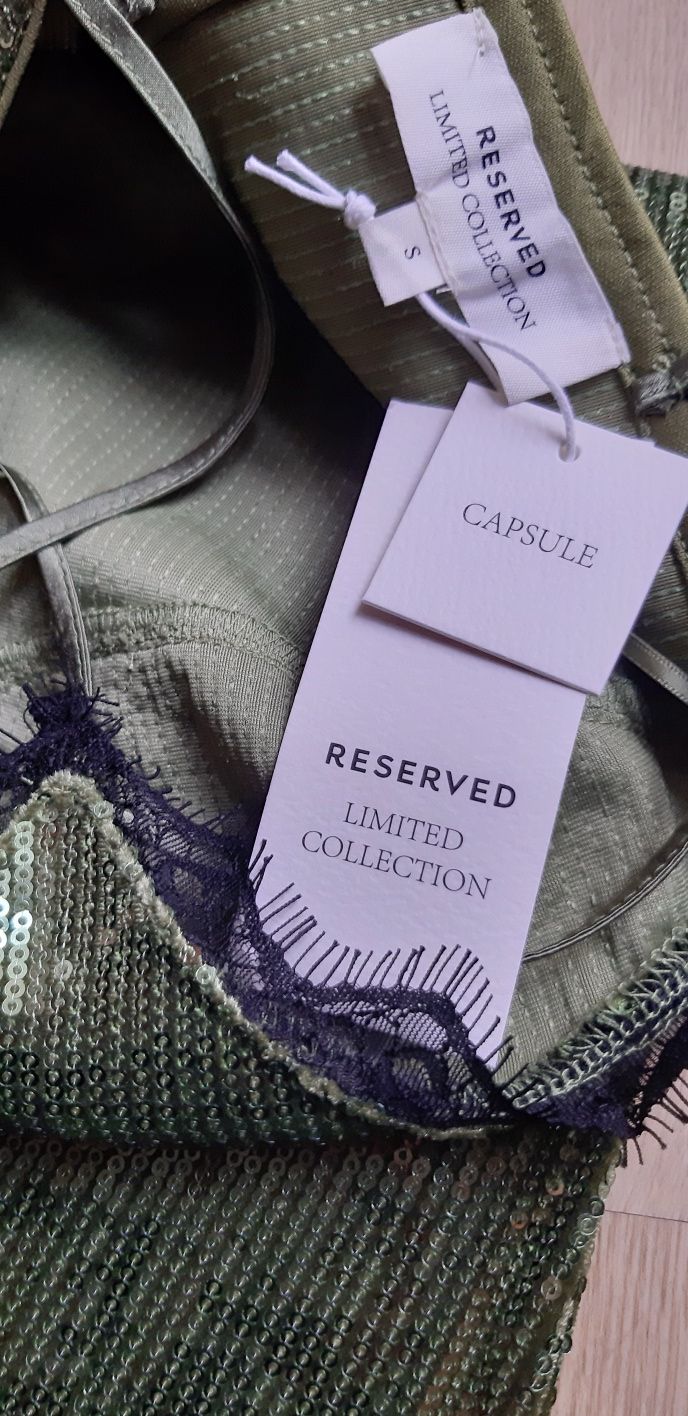 RESERVED
LIMITED COLLECTION
S
CAPSULE
RESERVED
LIMITED
COLLECTION